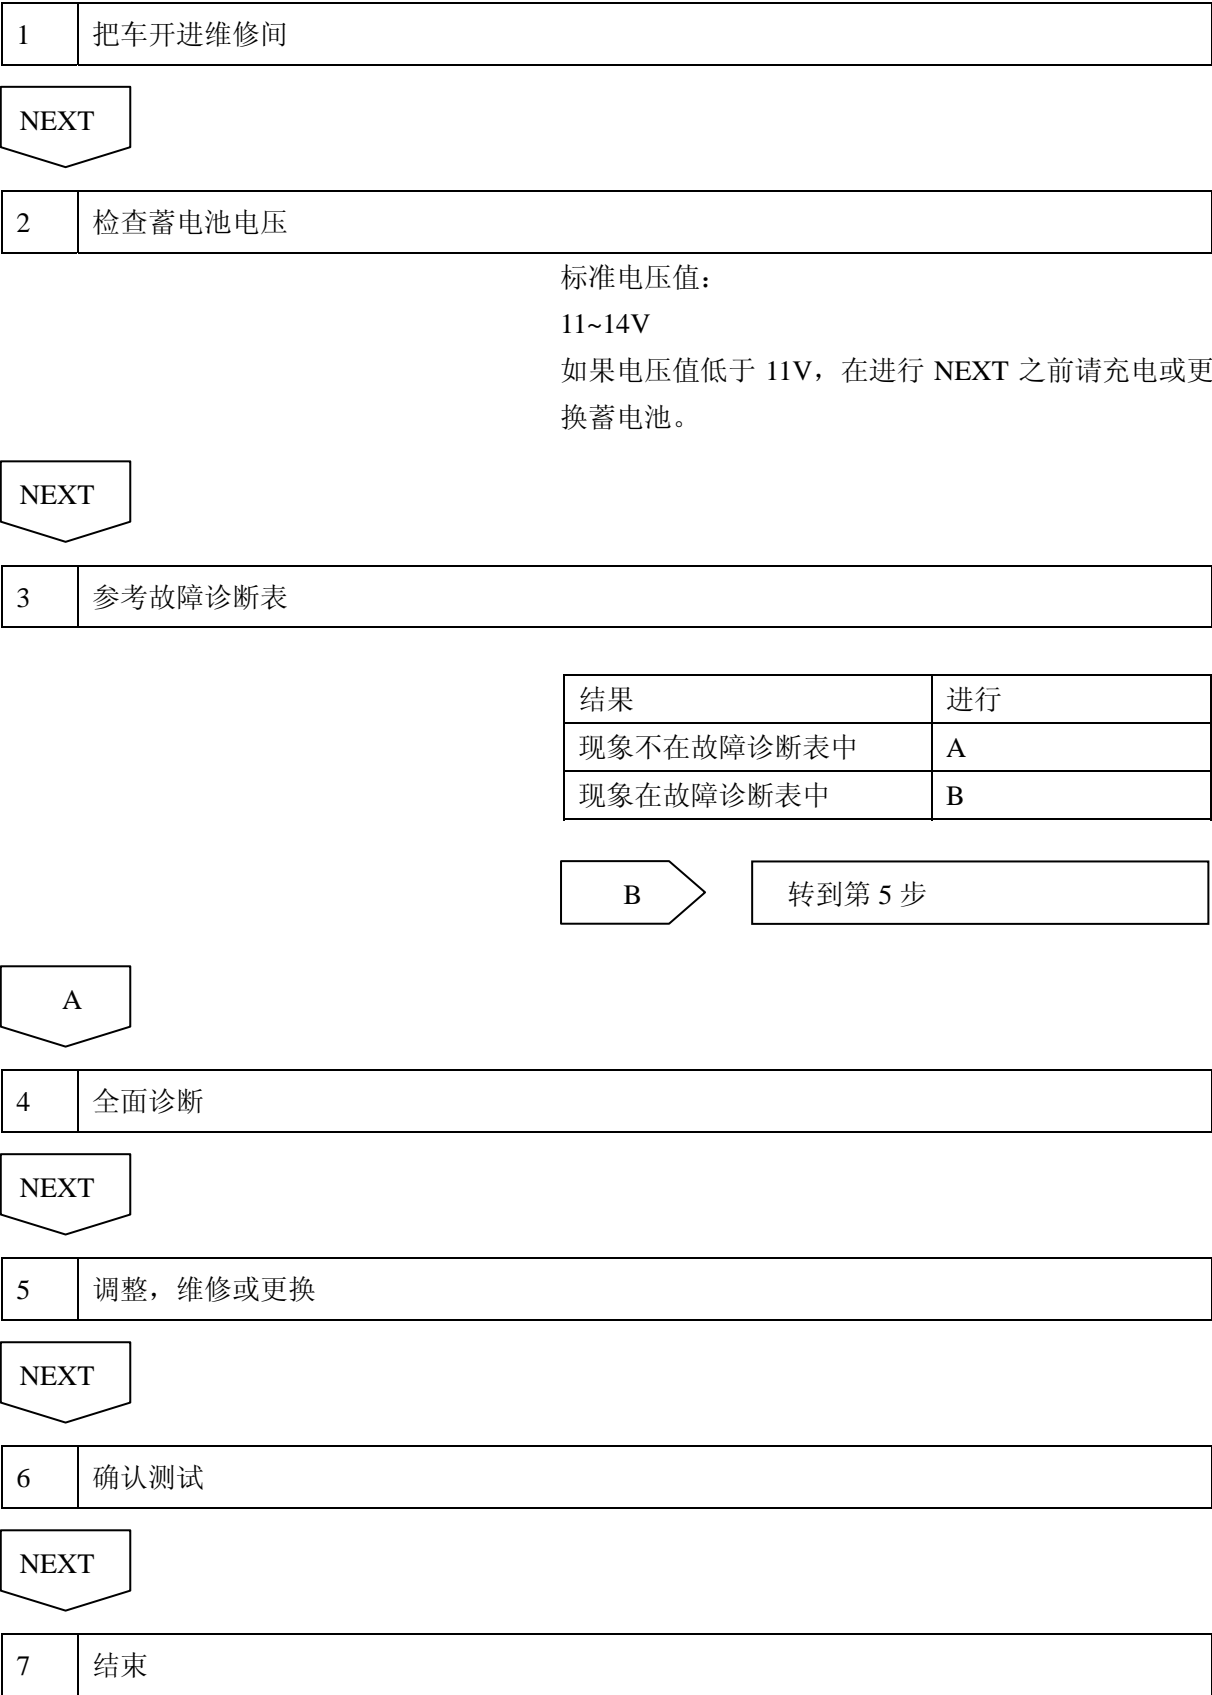 1 把车开进维修间
NEXT
2 检查蓄电池电压
标准电压值：
11~14V
如果电压值低于 11V，在进行 NEXT 之前请充电或更
换蓄电池。
NEXT
3 参考故障诊断表
结果 进行
现象不在故障诊断表中 A
现象在故障诊断表中 B
B 转到第 5 步
A
4 全面诊断
NEXT
5 调整，维修或更换
NEXT
6 确认测试
NEXT
7 结束